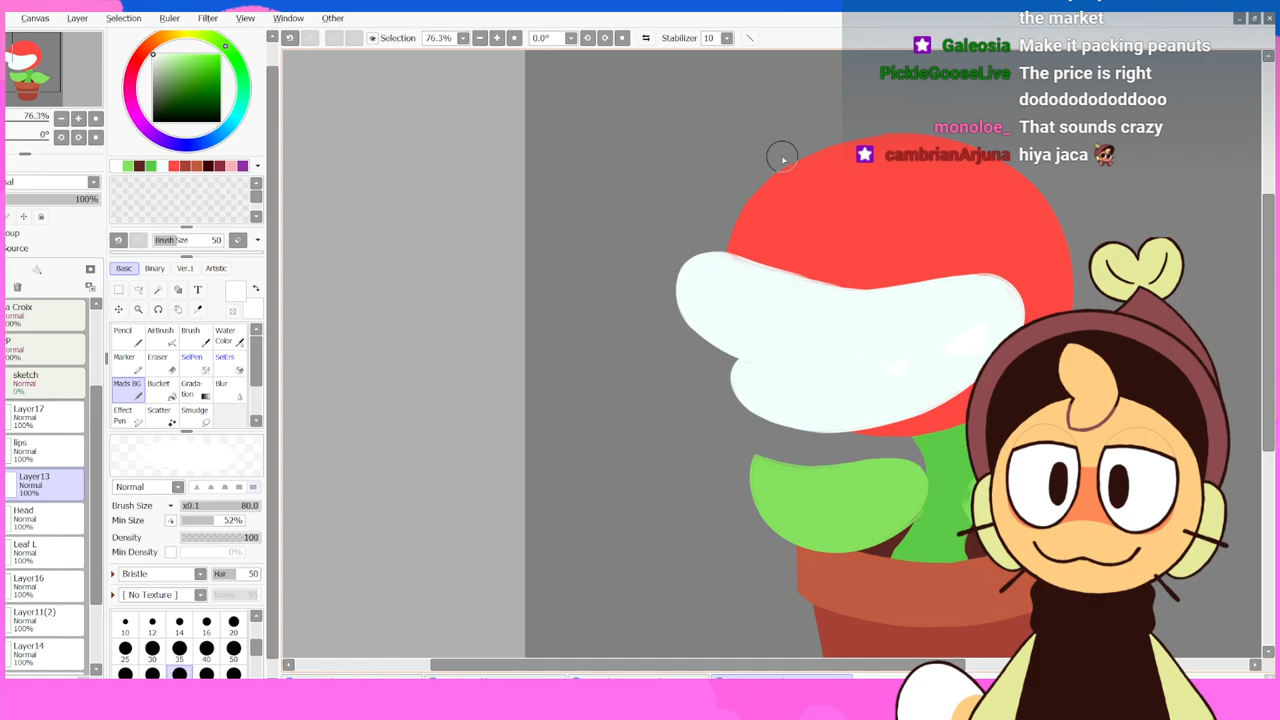 Canvas Layer Selection Ruler Filter View Window Other
the market
Galeosia Make it packing peanuts
PickleGooseLive The price is right
dodododododdooo
monoloe_ That sounds crazy
cambrianArjuna hiya jaca
Selection 76.3% 0.0° Stabilizer 10
76.3%
0°
100%
Source
a Croix
sketch
Normal
0%
Layer17
Normal
100%
lips
Normal
100%
Layer13
Normal
100%
Head
Normal
100%
Leaf L
Normal
100%
Layer16
Normal
100%
Layer11(2)
Normal
100%
Layer14
Normal
100%
Brush Size 50
Basic Binary Ver.1 Artistic
T
Pencil AirBrush Brush Water Color
Marker Eraser SelPen SelErs
Mads BG Bucket Gradation Blur
Effect Pen Scatter Smudge
Normal
Brush Size x0.1 80.0
Min Size 52%
Density 100
Min Density 0%
Bristle Hair 50
[ No Texture ]
10 12 14 16 20
25 30 35 40 50